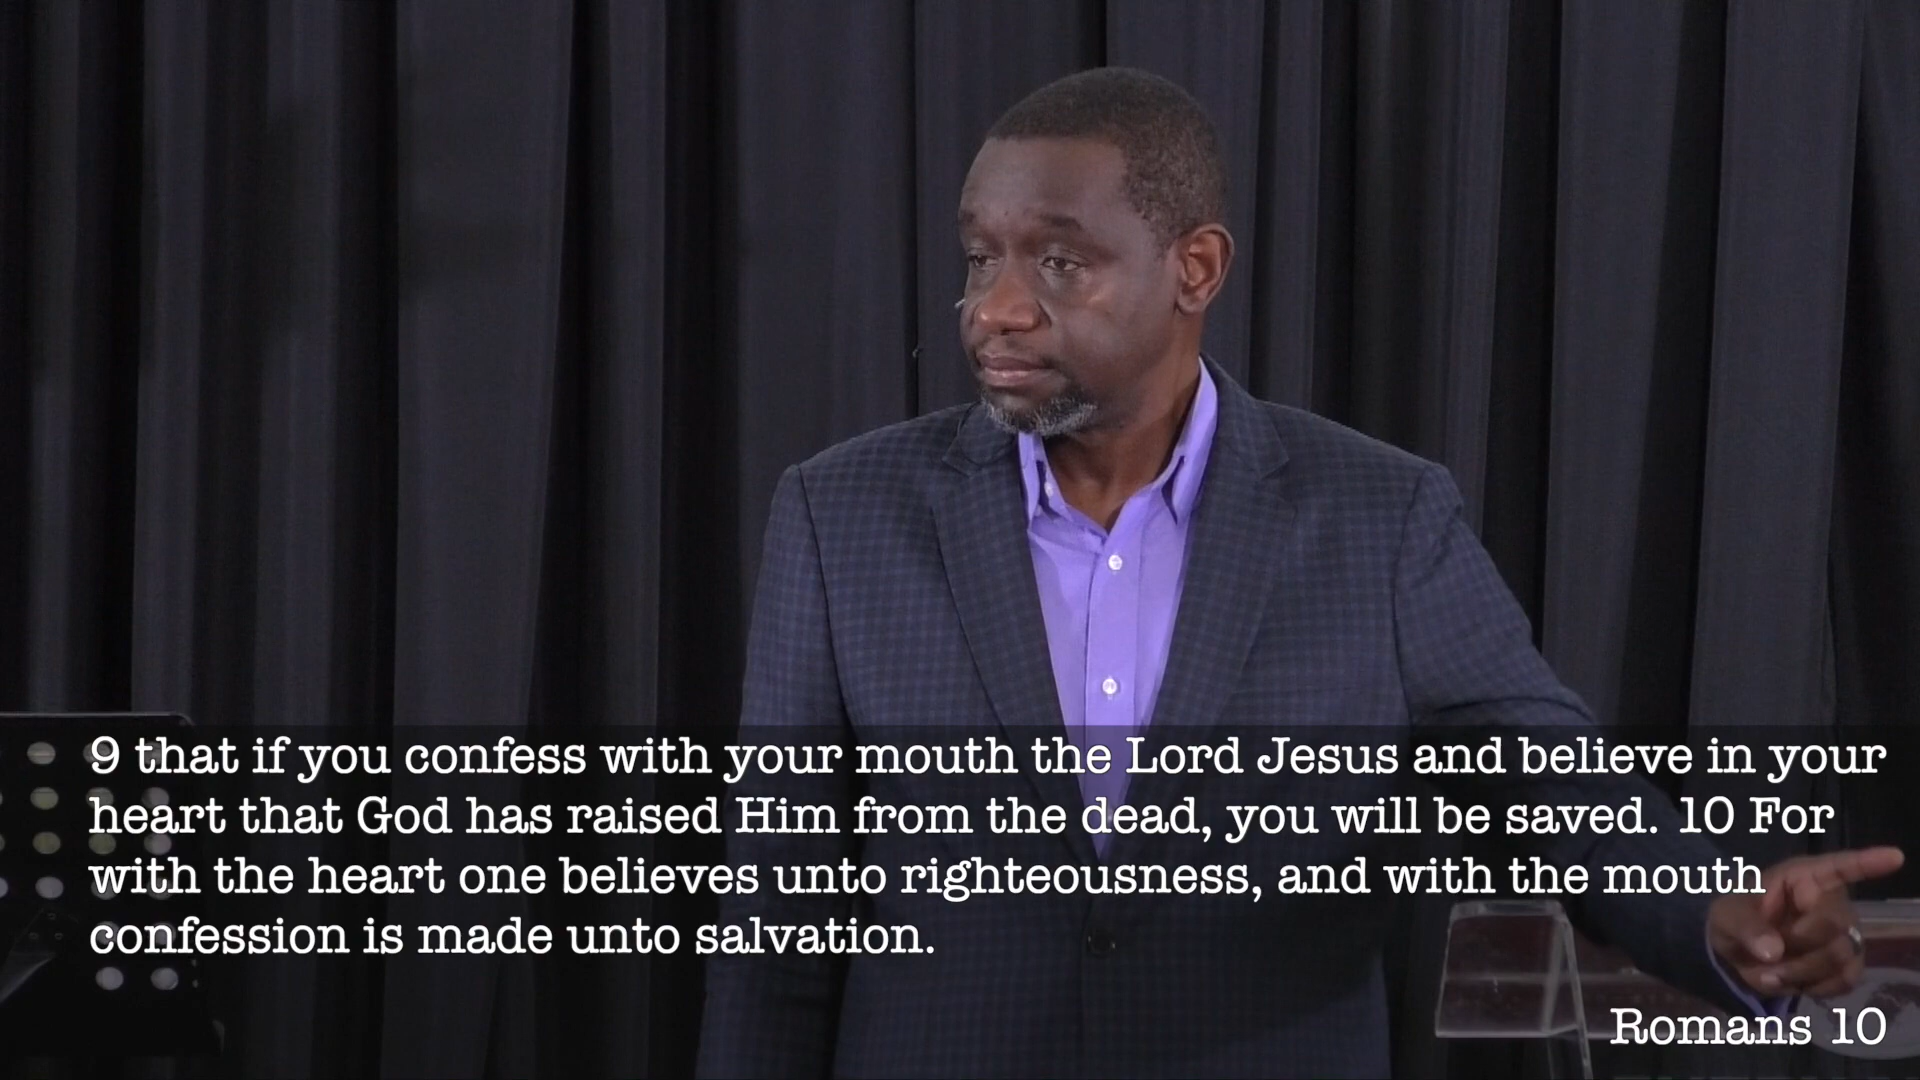 9 that if you confess with your mouth the Lord Jesus and believe in your
heart that God has raised Him from the dead, you will be saved. 10 For
with the heart one believes unto righteousness, and with the mouth
confession is made unto salvation.
Romans 10